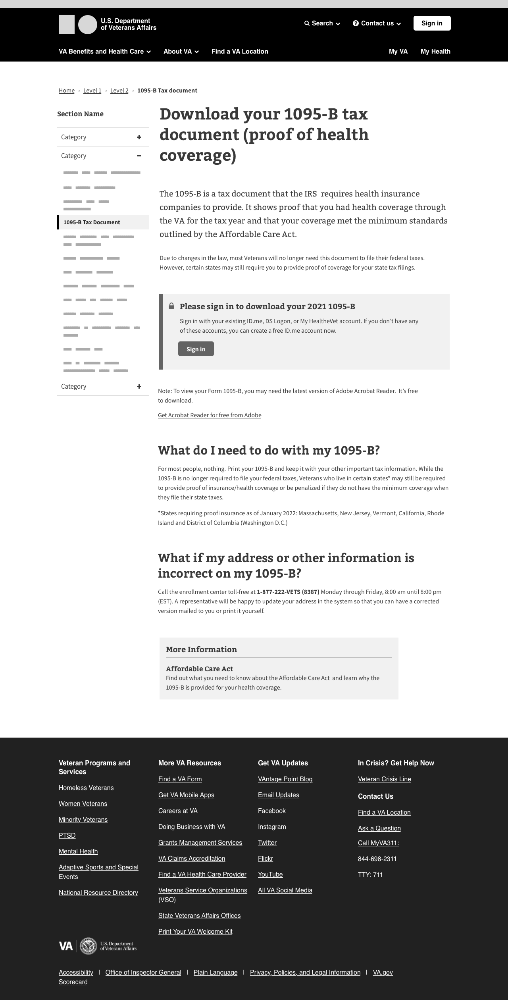 U.S. Department
of Veterans Affairs
Search
Contact us
Sign in
VA Benefits and Health Care
About VA
Find a VA Location
My VA
My Health
Home › Level 1 › Level 2 › 1095-B Tax document
Section Name
Category
Category
1095-B Tax Document
Category
Download your 1095-B tax
document (proof of health
coverage)
The 1095-B is a tax document that the IRS requires health insurance
companies to provide. It shows proof that you had health coverage through
the VA for the tax year and that your coverage met the minimum standards
outlined by the Affordable Care Act.
Due to changes in the law, most Veterans will no longer need this document to file their federal taxes.
However, certain states may still require you to provide proof of coverage for your state tax filings.
Please sign in to download your 2021 1095-B
Sign in with your existing ID.me, DS Logon, or My HealtheVet account. If you don’t have any
of these accounts, you can create a free ID.me account now.
Sign in
Note: To view your Form 1095-B, you may need the latest version of Adobe Acrobat Reader. It’s free
to download.
Get Acrobat Reader for free from Adobe
What do I need to do with my 1095-B?
For most people, nothing. Print your 1095-B and keep it with your other important tax information. While the
1095-B is no longer required to file your federal taxes, Veterans who live in certain states* may still be required
to provide proof of insurance/health coverage or be penalized if they do not have the minimum coverage when
they file their state taxes.
*States requiring proof insurance as of January 2022: Massachusetts, New Jersey, Vermont, California, Rhode
Island and District of Columbia (Washington D.C.)
What if my address or other information is
incorrect on my 1095-B?
Call the enrollment center toll-free at 1-877-222-VETS (8387) Monday through Friday, 8:00 am until 8:00 pm
(EST). A representative will be happy to update your address in the system so that you can have a corrected
version mailed to you or print it yourself.
More Information
Affordable Care Act
Find out what you need to know about the Affordable Care Act and learn why the
1095-B is provided for your health coverage.
Veteran Programs and
Services
Homeless Veterans
Women Veterans
Minority Veterans
PTSD
Mental Health
Adaptive Sports and Special
Events
National Resource Directory
More VA Resources
Find a VA Form
Get VA Mobile Apps
Careers at VA
Doing Business with VA
Grants Management Services
VA Claims Accreditation
Find a VA Health Care Provider
Veterans Service Organizations
(VSO)
State Veterans Affairs Offices
Print Your VA Welcome Kit
Get VA Updates
VAntage Point Blog
Email Updates
Facebook
Instagram
Twitter
Flickr
YouTube
All VA Social Media
In Crisis? Get Help Now
Veteran Crisis Line
Contact Us
Find a VA Location
Ask a Question
Call MyVA311:
844-698-2311
TTY: 711
VA
U.S. Department
of Veterans Affairs
Accessibility | Office of Inspector General | Plain Language | Privacy, Policies, and Legal Information | VA.gov
Scorecard